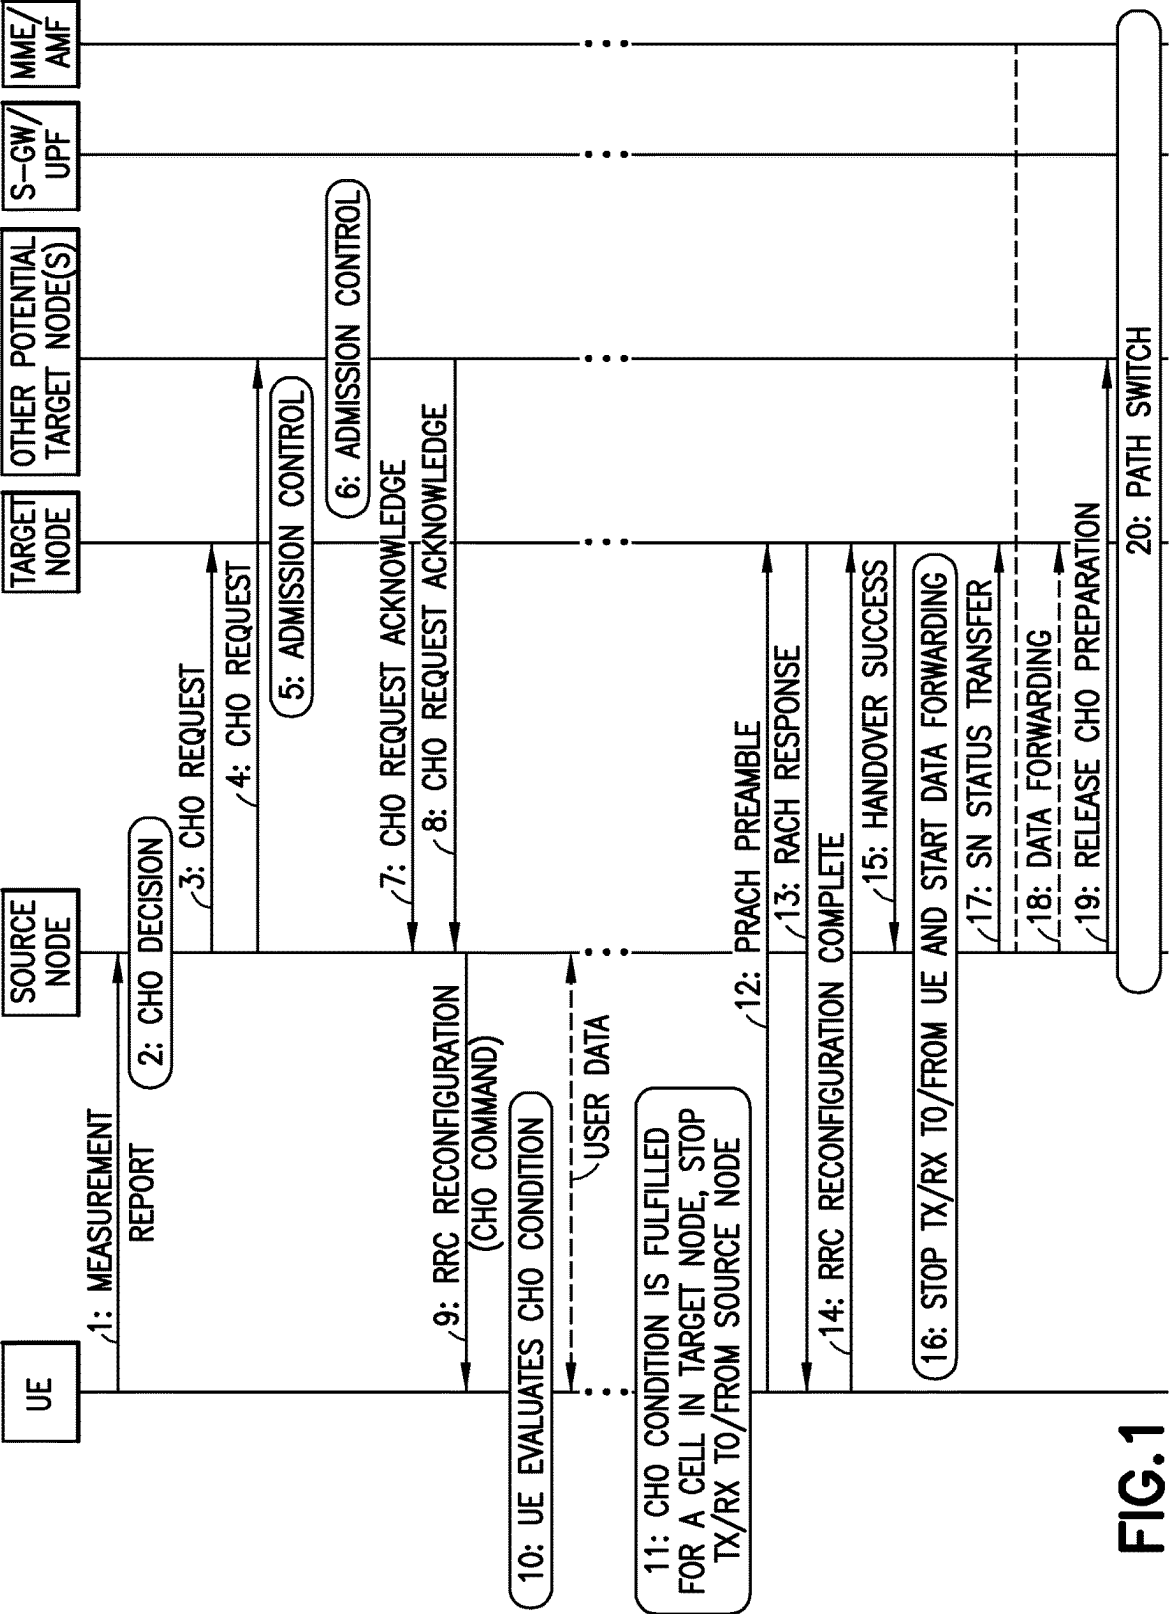 UE
SOURCE
NODE
TARGET
NODE
OTHER POTENTIAL
TARGET NODE(S)
S-GW/
UPF
MME/
AMF
1: MEASUREMENT
REPORT
2: CHO DECISION
3: CHO REQUEST
4: CHO REQUEST
5: ADMISSION CONTROL
6: ADMISSION CONTROL
7: CHO REQUEST ACKNOWLEDGE
8: CHO REQUEST ACKNOWLEDGE
9: RRC RECONFIGURATION
(CHO COMMAND)
10: UE EVALUATES CHO CONDITION
USER DATA
11: CHO CONDITION IS FULFILLED
FOR A CELL IN TARGET NODE, STOP
TX/RX TO/FROM SOURCE NODE
12: PRACH PREAMBLE
13: RACH RESPONSE
14: RRC RECONFIGURATION COMPLETE
15: HANDOVER SUCCESS
16: STOP TX/RX TO/FROM UE AND START DATA FORWARDING
17: SN STATUS TRANSFER
18: DATA FORWARDING
19: RELEASE CHO PREPARATION
20: PATH SWITCH
FIG.1